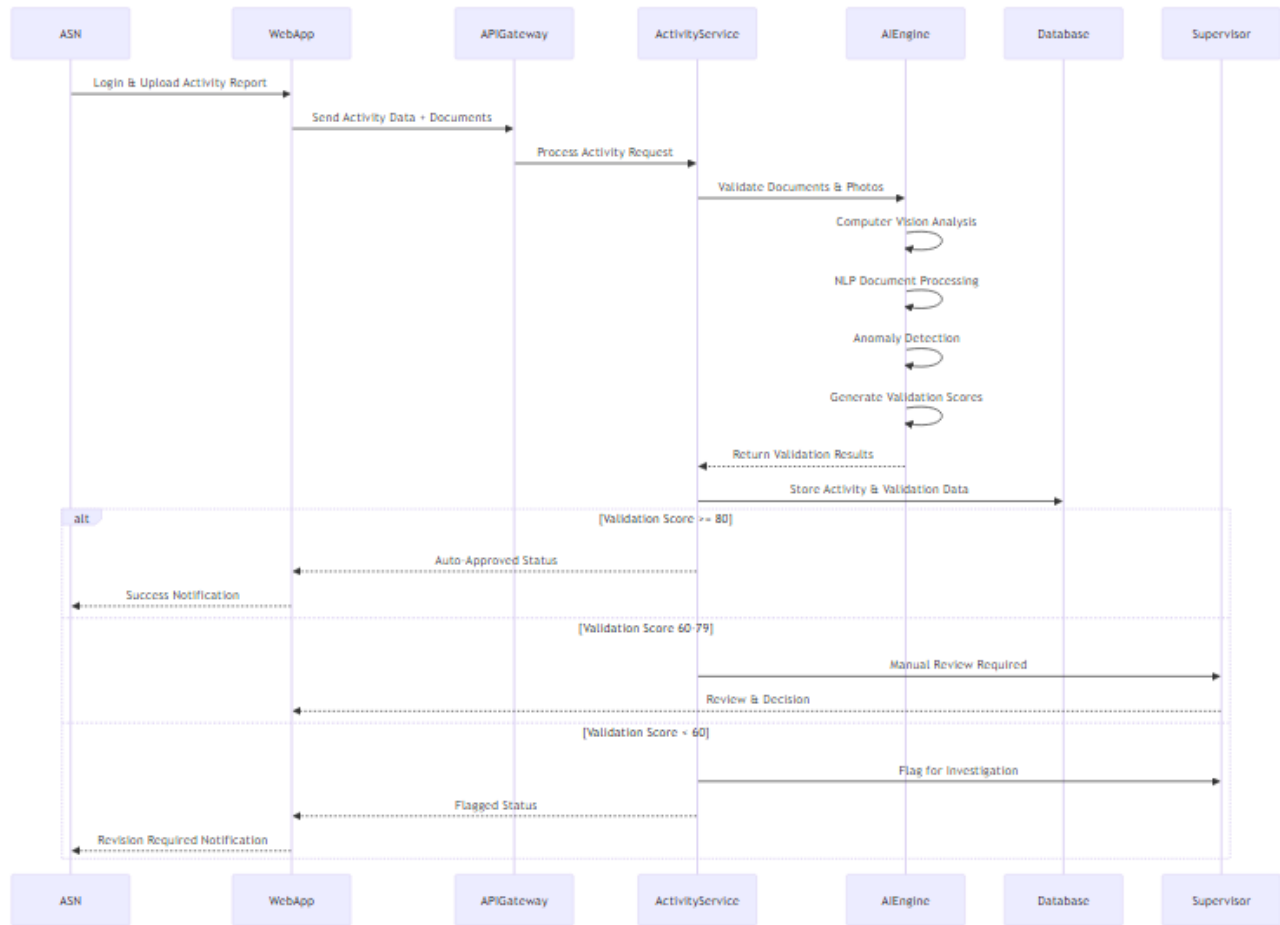 ASN
WebApp
APIGateway
ActivityService
AIEngine
Database
Supervisor
Login & Upload Activity Report
Send Activity Data + Documents
Process Activity Request
Validate Documents & Photos
Computer Vision Analysis
NLP Document Processing
Anomaly Detection
Generate Validation Scores
Return Validation Results
Store Activity & Validation Data
alt
[Validation Score >= 80]
Auto-Approved Status
Success Notification
[Validation Score 60-79]
Manual Review Required
Review & Decision
[Validation Score < 60]
Flag for Investigation
Flagged Status
Revision Required Notification
ASN
WebApp
APIGateway
ActivityService
AIEngine
Database
Supervisor